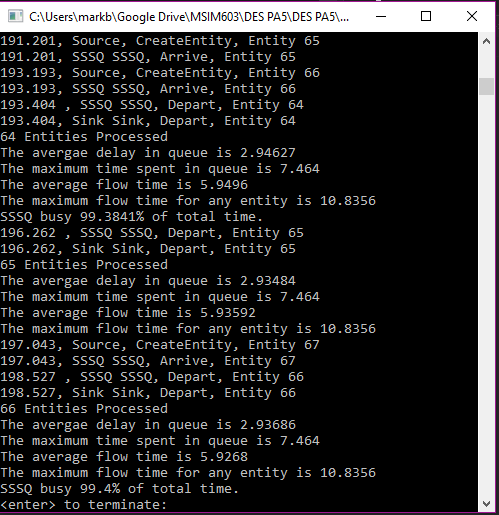 C:\Users\markb\Google Drive\MSIM603\DES PA5\DES PA5\...
191.201, Source, CreateEntity, Entity 65
191.201, SSSQ SSSQ, Arrive, Entity 65
193.193, Source, CreateEntity, Entity 66
193.193, SSSQ SSSQ, Arrive, Entity 66
193.404 , SSSQ SSSQ, Depart, Entity 64
193.404, Sink Sink, Depart, Entity 64
64 Entities Processed
The avergae delay in queue is 2.94627
The maximum time spent in queue is 7.464
The average flow time is 5.9496
The maximum flow time for any entity is 10.8356
SSSQ busy 99.3841% of total time.
196.262 , SSSQ SSSQ, Depart, Entity 65
196.262, Sink Sink, Depart, Entity 65
65 Entities Processed
The avergae delay in queue is 2.93484
The maximum time spent in queue is 7.464
The average flow time is 5.93592
The maximum flow time for any entity is 10.8356
197.043, Source, CreateEntity, Entity 67
197.043, SSSQ SSSQ, Arrive, Entity 67
198.527 , SSSQ SSSQ, Depart, Entity 66
198.527, Sink Sink, Depart, Entity 66
66 Entities Processed
The avergae delay in queue is 2.93686
The maximum time spent in queue is 7.464
The average flow time is 5.9268
The maximum flow time for any entity is 10.8356
SSSQ busy 99.4% of total time.
<enter> to terminate: